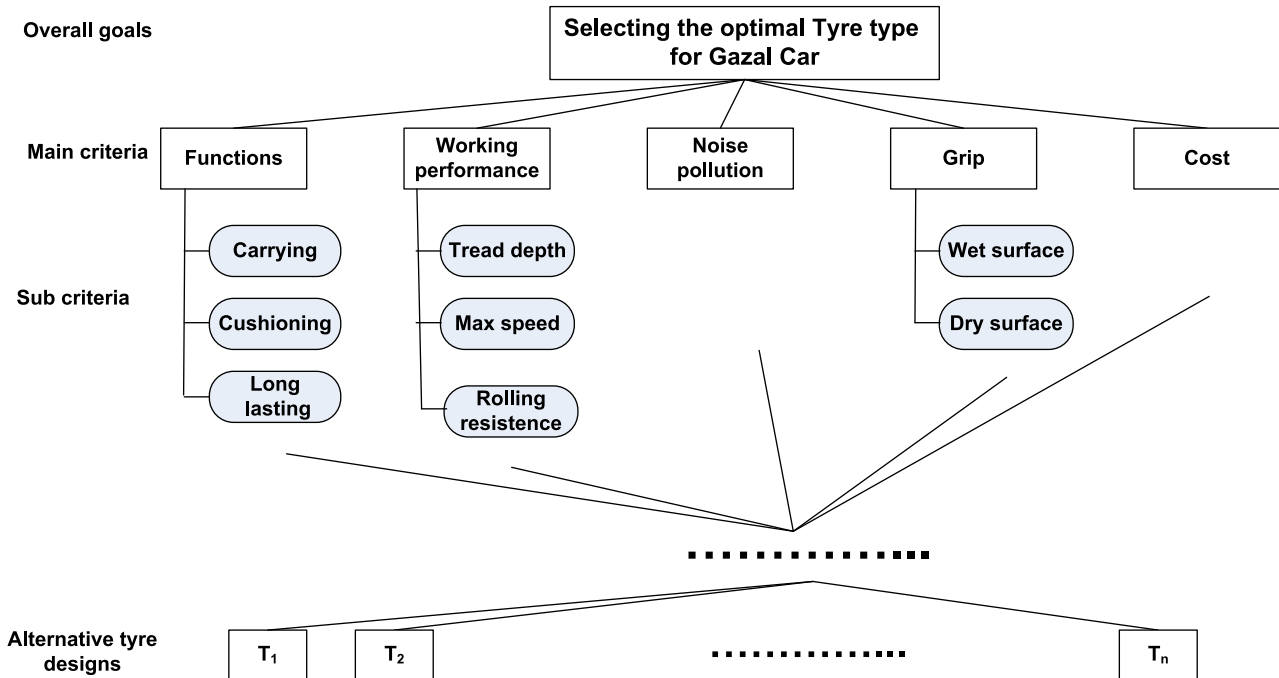 Overall goals
Selecting the optimal Tyre type
for Gazal Car
Main criteria
Functions
Working
performance
Noise
pollution
Grip
Cost
Sub criteria
Carrying
Cushioning
Long
lasting
Tread depth
Max speed
Rolling
resistence
Wet surface
Dry surface
Alternative tyre
designs
T₁
T₂
Tₙ